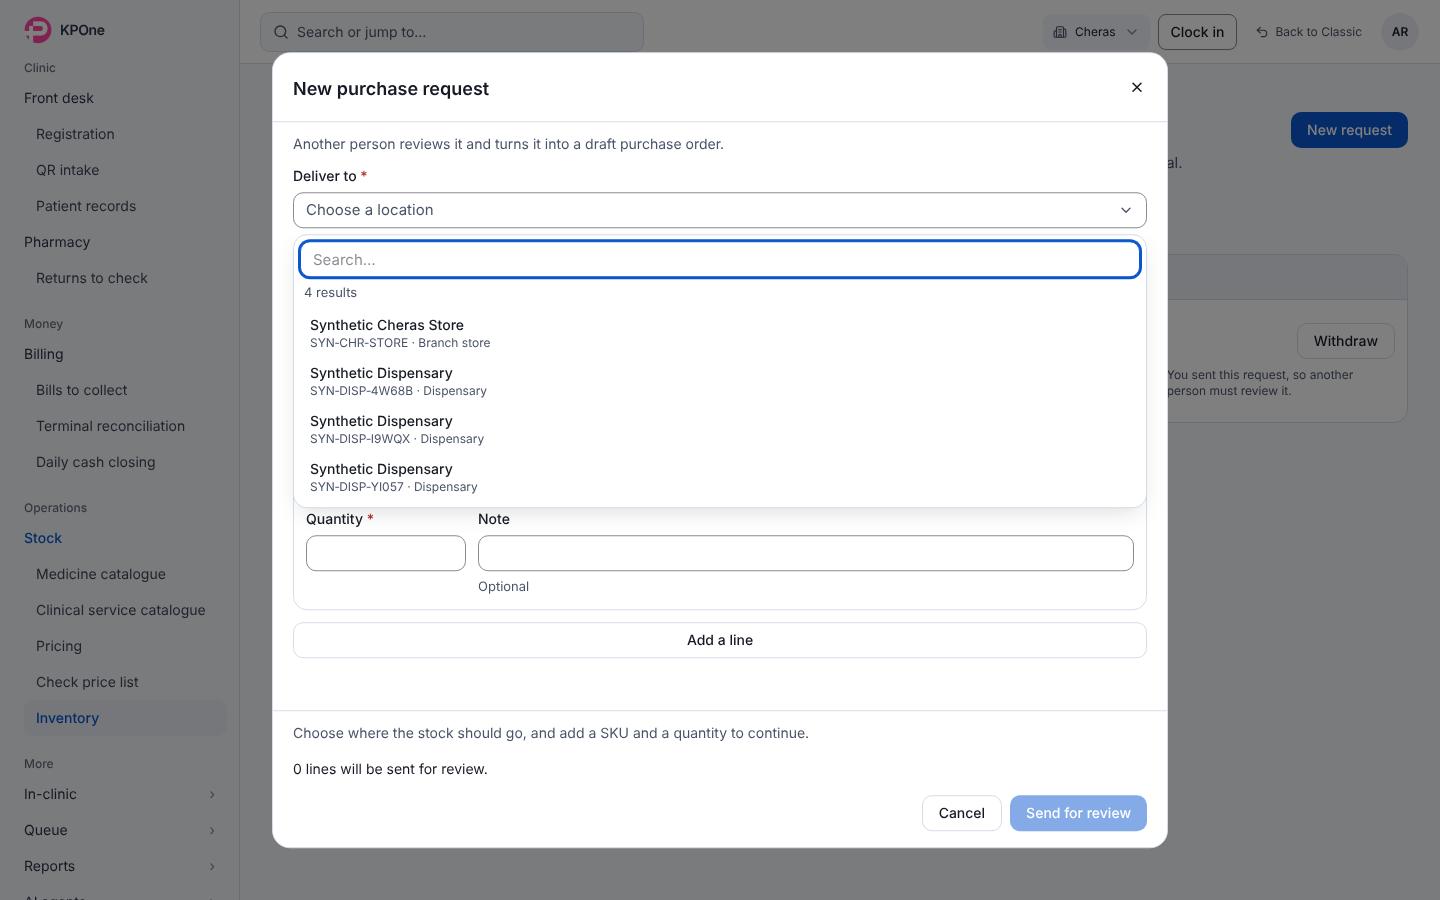 KPOne
Search or jump to...
Cheras
Clock in
Back to Classic
AR
Clinic
Front desk
Registration
QR intake
Patient records
Pharmacy
Returns to check
Money
Billing
Bills to collect
Terminal reconciliation
Daily cash closing
Operations
Stock
Medicine catalogue
Clinical service catalogue
Pricing
Check price list
Inventory
More
In-clinic
Queue
Reports
New request
al.
Withdraw
You sent this request, so another
person must review it.
New purchase request
Another person reviews it and turns it into a draft purchase order.
Deliver to *
Choose a location
Search...
4 results
Synthetic Cheras Store
SYN-CHR-STORE · Branch store
Synthetic Dispensary
SYN-DISP-4W68B · Dispensary
Synthetic Dispensary
SYN-DISP-I9WQX · Dispensary
Synthetic Dispensary
SYN-DISP-YI057 · Dispensary
Quantity *
Note
Optional
Add a line
Choose where the stock should go, and add a SKU and a quantity to continue.
0 lines will be sent for review.
Cancel
Send for review